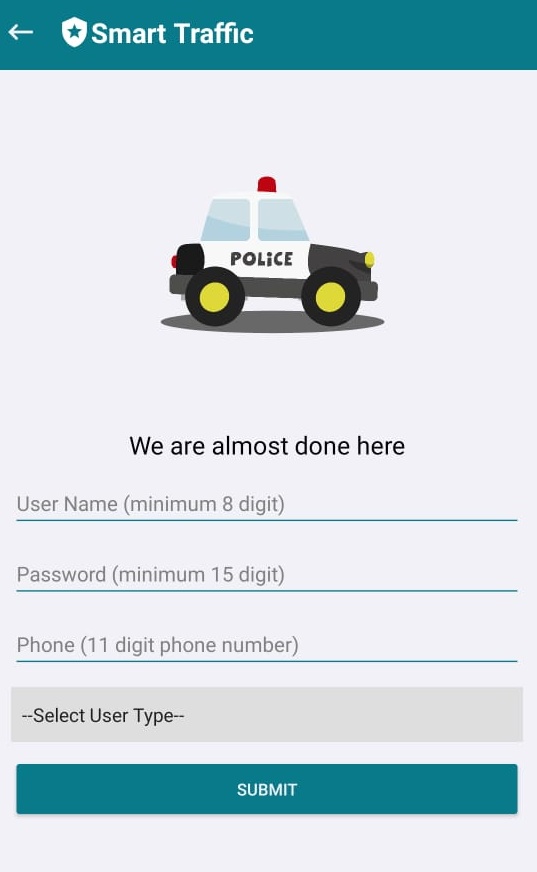 Smart Traffic
POLiCE
We are almost done here
User Name (minimum 8 digit)
Password (minimum 15 digit)
Phone (11 digit phone number)
--Select User Type--
SUBMIT